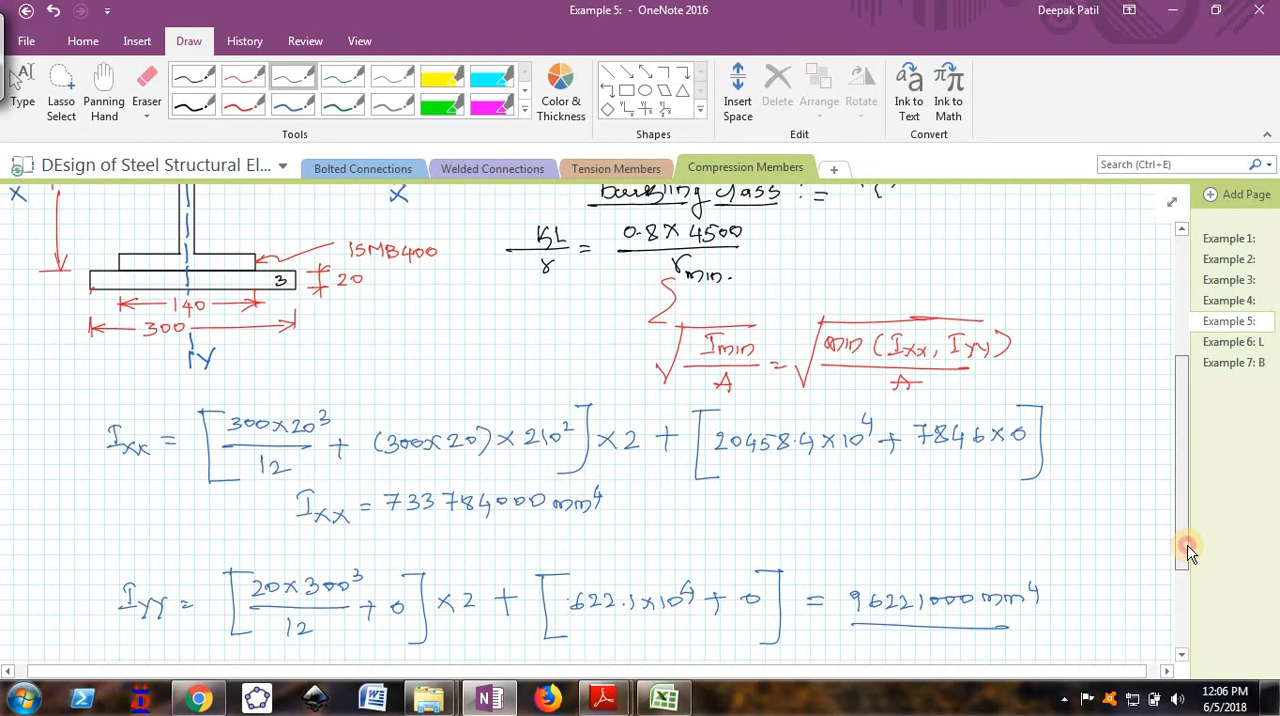 Example 5: - OneNote 2016
Deepak Patil
File Home Insert Draw History Review View
Type
Lasso Select
Panning Hand
Eraser
Color & Thickness
Insert Space
Delete
Arrange
Rotate
Ink to Text
Ink to Math
Tools
Shapes
Edit
Convert
DEsign of Steel Structural El...
Bolted Connections
Welded Connections
Tension Members
Compression Members
Search (Ctrl+E)
Add Page
Example 1:
Example 2:
Example 3:
Example 4:
Example 5:
Example 6: L
Example 7: B
X X
buckling class : = 'C'
KL/r = 0.8 × 4500 / rmin.
ISMB400
3
20
140
300
Y
√(Imin/A) = √(min (Ixx, Iyy)/A)
Ixx = [300×20³/12 + (300×20) × 210²] × 2 + [20458.4 × 10⁴ + 7846 × 0]
Ixx = 733784000 mm⁴
Iyy = [20×300³/12 + 0] × 2 + [622.1×10⁴ + 0] = 96221000 mm⁴
12:06 PM
6/5/2018